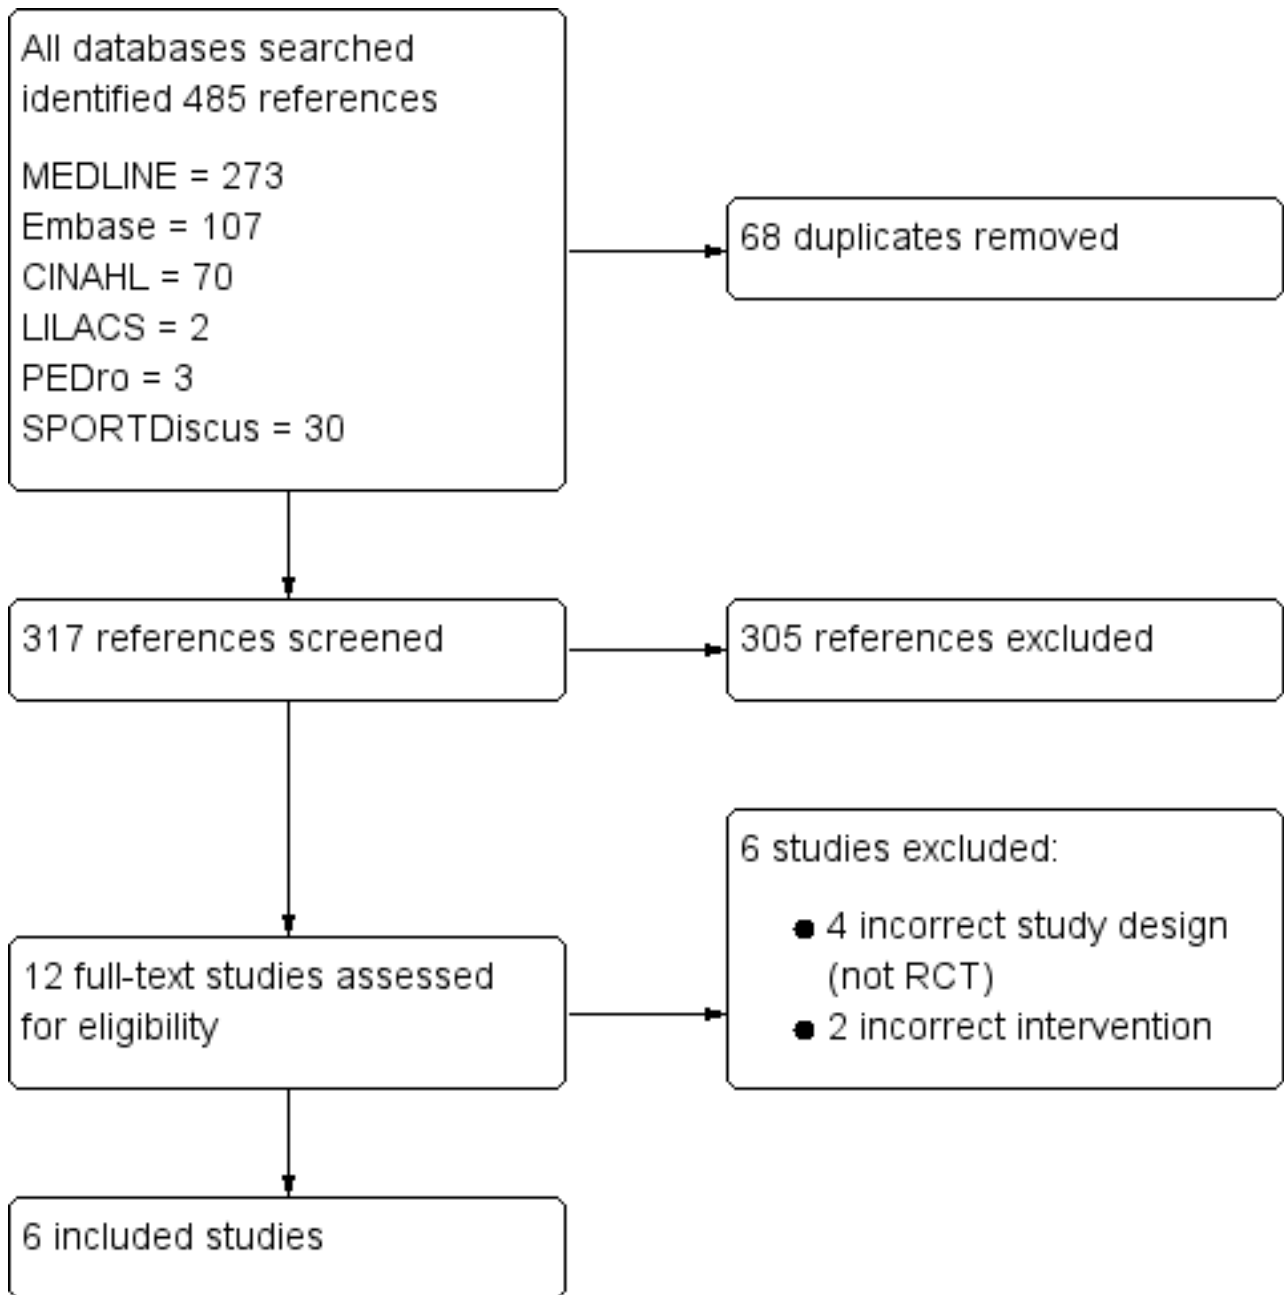 All databases searched
identified 485 references
MEDLINE = 273
Embase = 107
CINAHL = 70
LILACS = 2
PEDro = 3
SPORTDiscus = 30
68 duplicates removed
317 references screened
305 references excluded
12 full-text studies assessed
for eligibility
6 studies excluded:
● 4 incorrect study design
(not RCT)
● 2 incorrect intervention
6 included studies